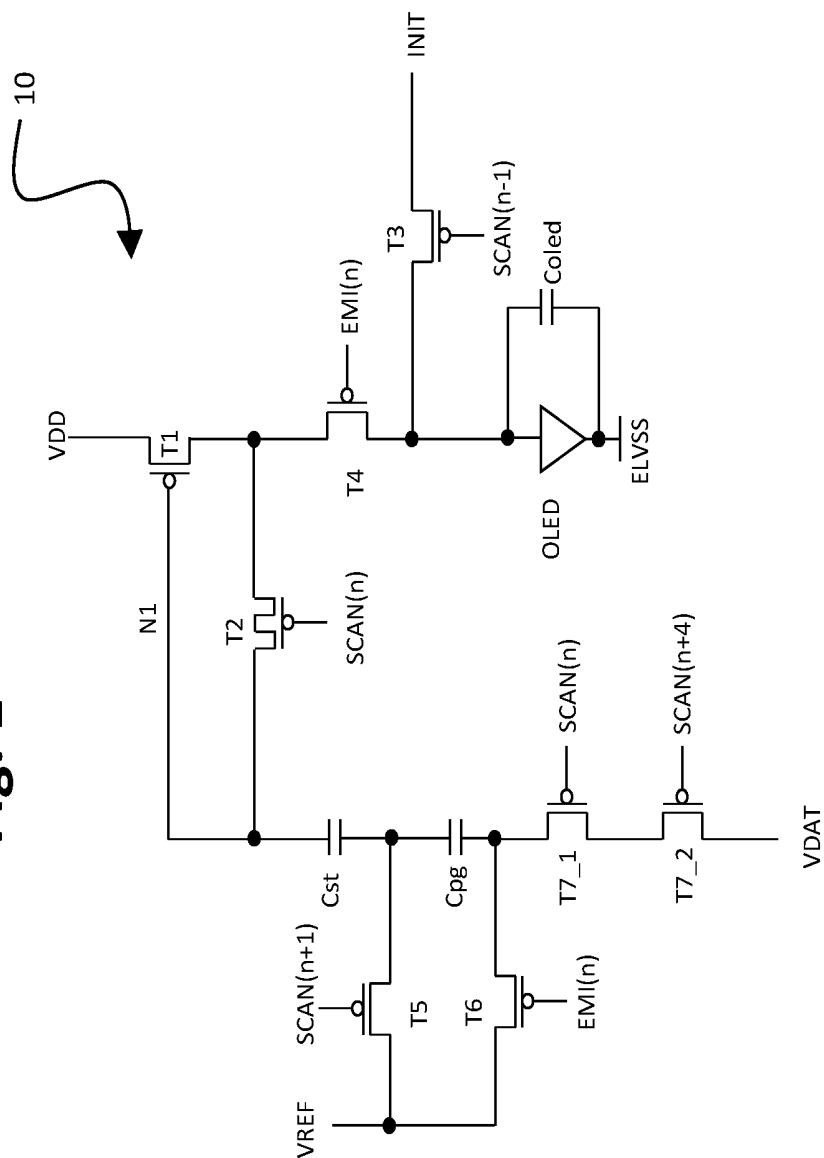 10
VDD
N1
T1
T2
VREF
SCAN(n+1)
Cst
SCAN(n)
T4
EMI(n)
T3
INIT
T5
Cpg
T6
SCAN(n-1)
OLED
Coled
EMI(n)
T7_1
SCAN(n)
ELVSS
T7_2
SCAN(n+4)
VDAT